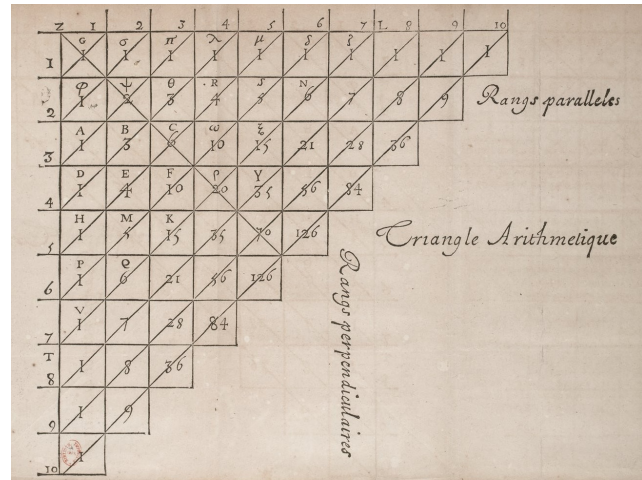 Z 1 2 3 4 5 6 7 L 8 9 10
G σ π λ μ δ ζ
1 1 1 1 1 1 1 1 1 1 1
φ ψ θ R S N
2 1 2 3 4 5 6 7 8 9 Rangs paralleles
A B C ω ξ
3 1 3 6 10 15 21 28 36
D E F ρ Y
4 1 4 10 20 35 56 84
H M K
5 1 5 15 35 70 126 Triangle Arithmetique
P Q
6 1 6 21 56 126
V
7 1 7 28 84
T
8 1 8 36
9 1 9
10 1
Rangs perpendiculaires